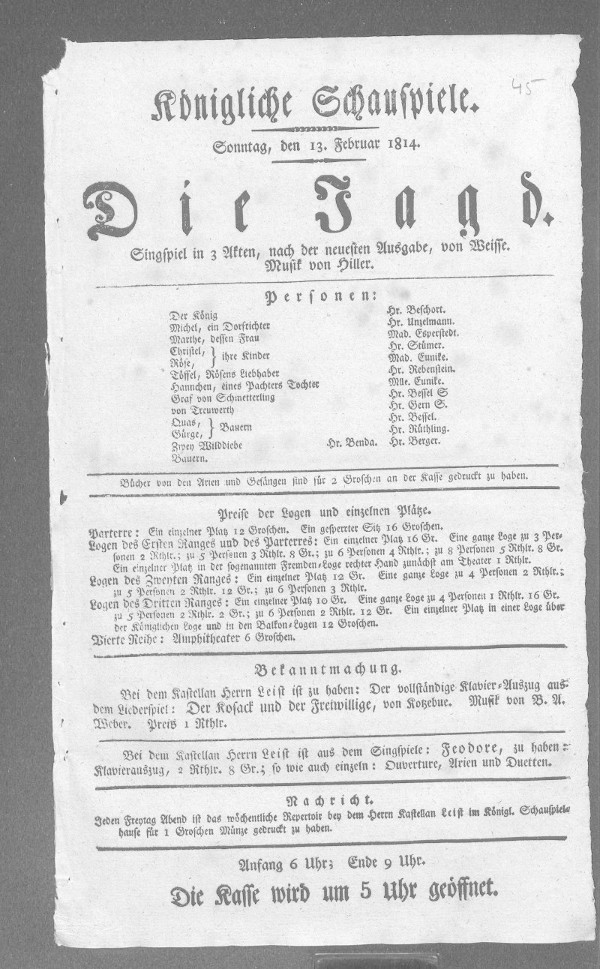 45
Königliche Schauspiele.
Sonntag, den 13. Februar 1814.
Die Jagd.
Singspiel in 3 Akten, nach der neuesten Ausgabe, von Weisse.
Musik von Hiller.
Personen:
Der König Hr. Beschort.
Michel, ein Dorfrichter Hr. Unzelmann.
Marthe, dessen Frau Mad. Esperstedt.
Christel, } ihre Kinder Hr. Stümer.
Röse, Mad. Eunike.
Töffel, Rösens Liebhaber Hr. Rebenstein.
Hannchen, eines Pachters Tochter Mlle. Eunike.
Graf von Schmetterling Hr. Bessel S
von Treuwerth Hr. Gern S.
Quas, } Bauern Hr. Bessel.
Gürge, Hr. Rüthling.
Zwey Wilddiebe Hr. Benda. Hr. Berger.
Bauern.
Bücher von den Arien und Gesängen sind für 2 Groschen an der Kasse gedruckt zu haben.
Preise der Logen und einzelnen Plätze.
Parterre: Ein einzelner Platz 12 Groschen. Ein gesperrter Sitz 16 Groschen.
Logen des Ersten Ranges und des Parterres: Ein einzelner Platz 16 Gr. Eine ganze Loge zu 3 Per-
sonen 2 Rthlr.; zu 5 Personen 3 Rthlr. 8 Gr.; zu 6 Personen 4 Rthlr.; zu 8 Personen 5 Rthlr. 8 Gr.
Ein einzelner Platz in der sogenannten Fremden-Loge rechter Hand zunächst am Theater 1 Rthlr.
Logen des Zweyten Ranges: Ein einzelner Platz 12 Gr. Eine ganze Loge zu 4 Personen 2 Rthlr.;
zu 5 Personen 2 Rthlr. 12 Gr.; zu 6 Personen 3 Rthlr.
Logen des Dritten Ranges: Ein einzelner Platz 10 Gr. Eine ganze Loge zu 4 Personen 1 Rthlr. 16 Gr.
zu 5 Personen 2 Rthlr. 2 Gr.; zu 6 Personen 2 Rthlr. 12 Gr. Ein einzelner Platz in einer Loge über
der Königlichen Loge und in den Balkon-Logen 12 Groschen.
Vierte Reihe: Amphitheater 6 Groschen.
Bekanntmachung.
Bei dem Kastellan Herrn Leist ist zu haben: Der vollständige Klavier-Auszug aus
dem Liederspiel: Der Kosack und der Freiwillige, von Kotzebue. Musik von B. A.
Weber. Preis 1 Rthlr.
Bei dem Kastellan Herrn Leist ist aus dem Singspiele: Feodore, zu haben:
Klavierauszug, 2 Rthlr. 8 Gr.; so wie auch einzeln: Ouverture, Arien und Duetten.
Nachricht.
Jeden Freytag Abend ist das wöchentliche Repertoir bey dem Herrn Kastellan Leist im Königl. Schauspiel-
hause für 1 Groschen Münze gedruckt zu haben.
Anfang 6 Uhr; Ende 9 Uhr.
Die Kasse wird um 5 Uhr geöffnet.